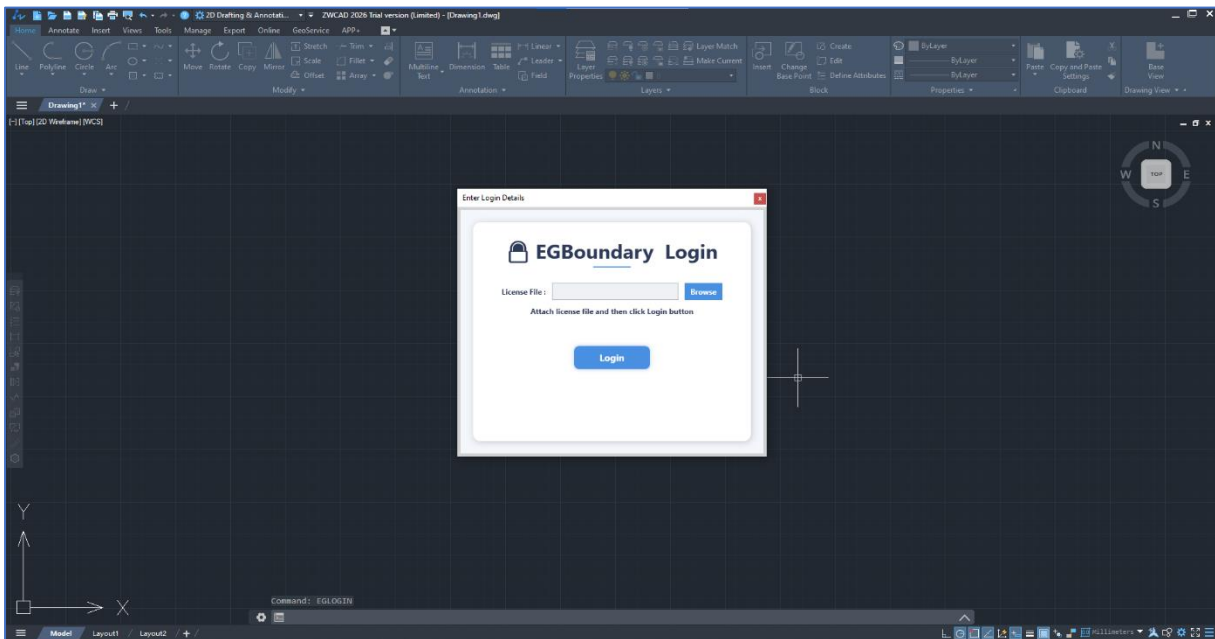 2D Drafting & Annotati... ZWCAD 2026 Trial version (Limited) - [Drawing1.dwg]
Home Annotate Insert Views Tools Manage Export Online GeoService APP+
Stretch Trim Linear Layer Match Create ByLayer
Line Polyline Circle Arc Move Rotate Copy Mirror Scale Fillet Multiline Text Dimension Table Leader Layer Properties Make Current Insert Change Base Point Edit ByLayer Paste Copy and Paste Settings Base View
Offset Array Field Define Attributes ByLayer
Draw Modify Annotation Layers Block Properties Clipboard Drawing View
Drawing1*
[-] [Top] [2D Wireframe] [WCS]
N
W TOP E
S
Enter Login Details
EGBoundary Login
License File : Browse
Attach license file and then click Login button
Login
Y
X
Command: EGLOGIN
Model Layout1 Layout2
Millimeters